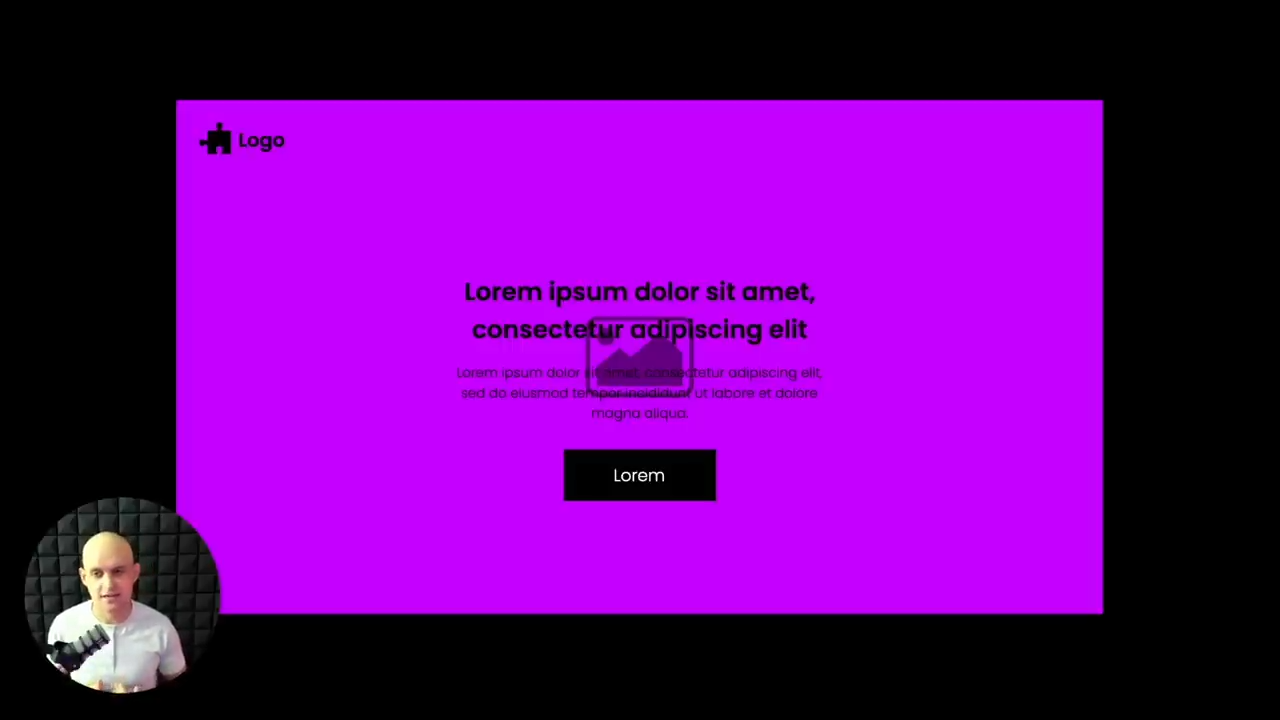 Logo
Lorem ipsum dolor sit amet,
consectetur adipiscing elit
Lorem ipsum dolor sit amet, consectetur adipiscing elit,
sed do eiusmod tempor incididunt ut labore et dolore
magna aliqua.
Lorem